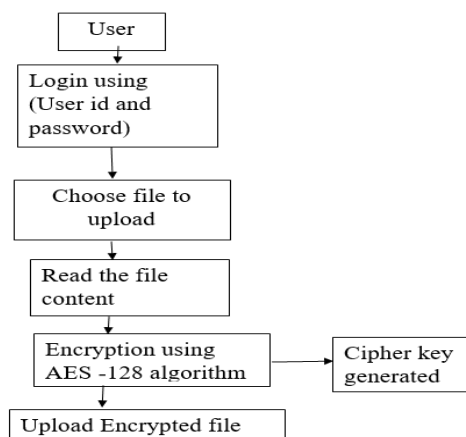 User
Login using
(User id and
password)
Choose file to
upload
Read the file
content
Encryption using
AES -128 algorithm
Cipher key
generated
Upload Encrypted file